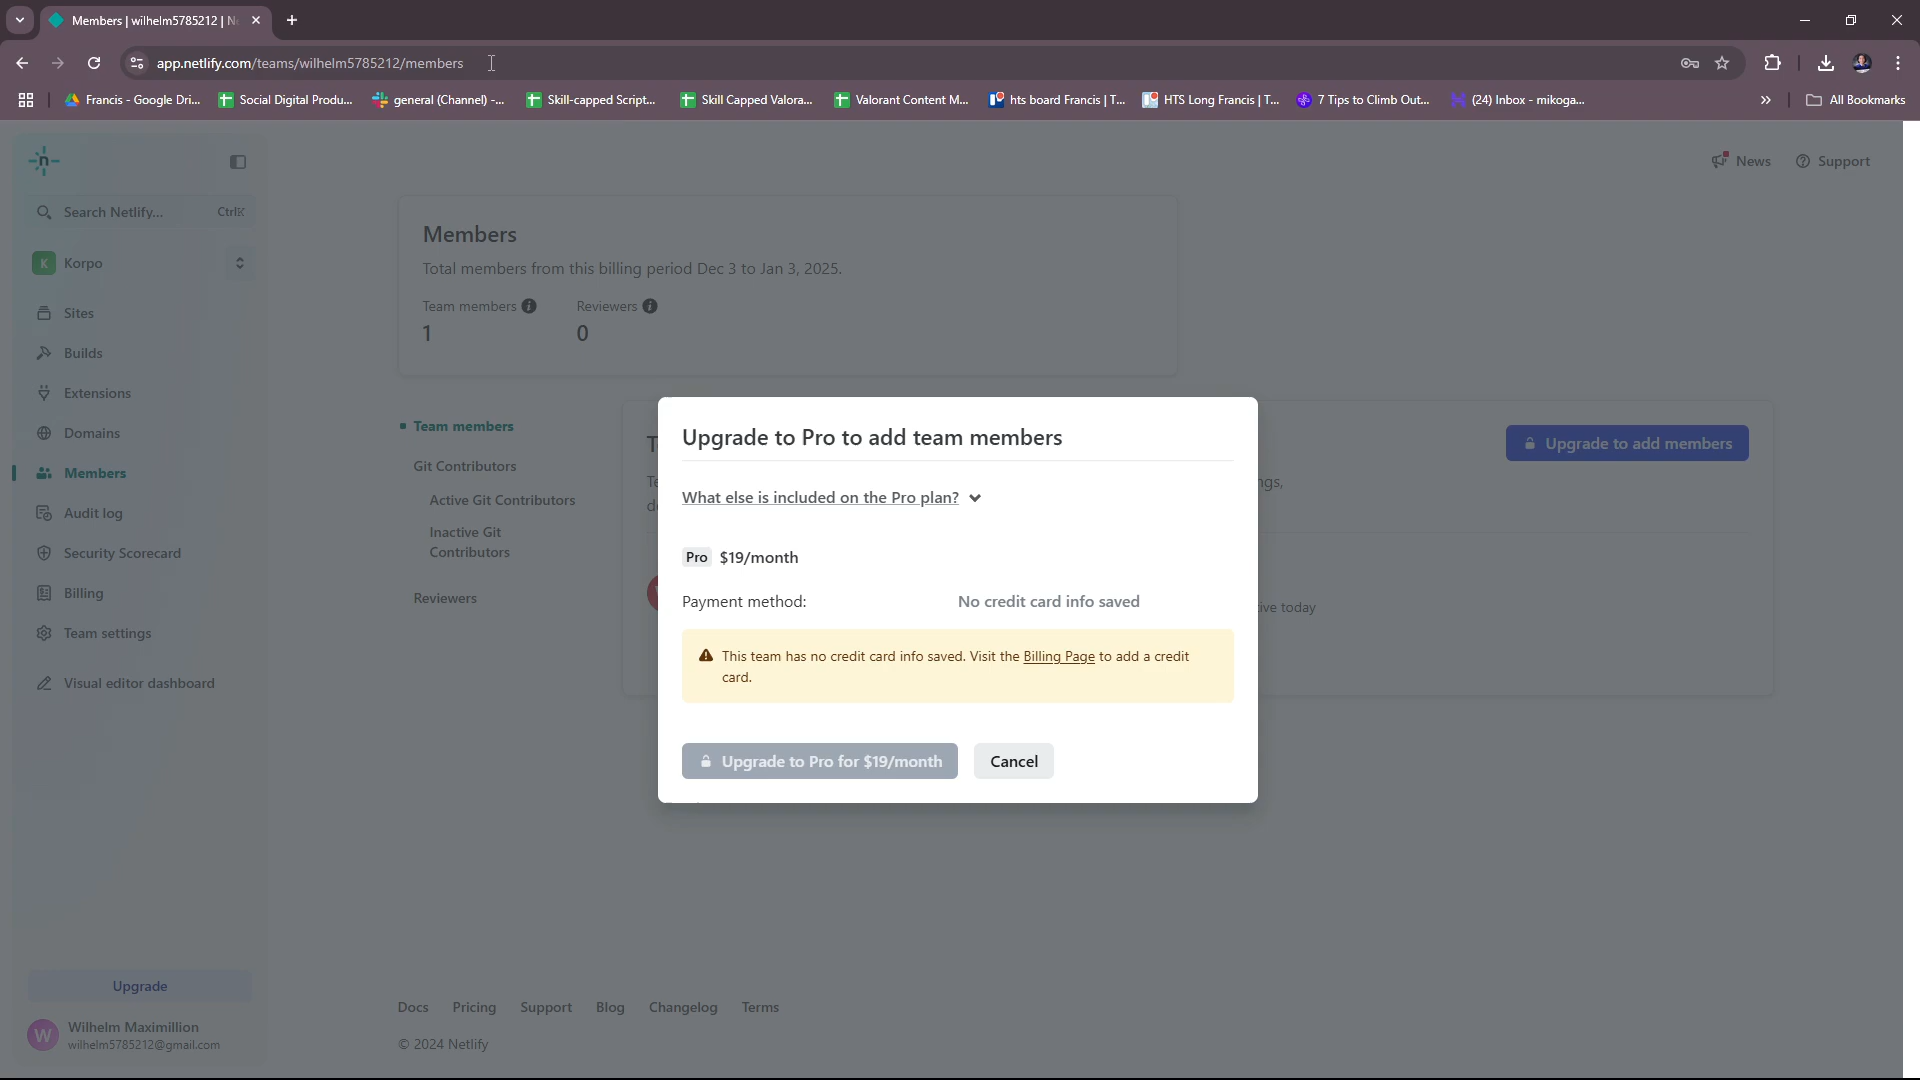 Members | wilhelm5785212 | N
app.netlify.com/teams/wilhelm5785212/members
Francis - Google Dri...
Social Digital Produ...
general (Channel) -...
Skill-capped Script...
Skill Capped Valora...
Valorant Content M...
hts board Francis | T...
HTS Long Francis | T...
7 Tips to Climb Out...
(24) Inbox - mikoga...
All Bookmarks
News
Support
Search Netlify...
Ctrl K
K
Korpo
Sites
Builds
Extensions
Domains
Members
Audit log
Security Scorecard
Billing
Team settings
Visual editor dashboard
Upgrade
W
Wilhelm Maximillion
wilhelm5785212@gmail.com
Members
Total members from this billing period Dec 3 to Jan 3, 2025.
Team members
Reviewers
1
0
Team members
Git Contributors
Active Git Contributors
Inactive Git
Contributors
Reviewers
Upgrade to add members
Upgrade to Pro to add team members
What else is included on the Pro plan?
Pro $19/month
Payment method:
No credit card info saved
This team has no credit card info saved. Visit the Billing Page to add a credit
card.
Upgrade to Pro for $19/month
Cancel
ive today
Docs
Pricing
Support
Blog
Changelog
Terms
© 2024 Netlify